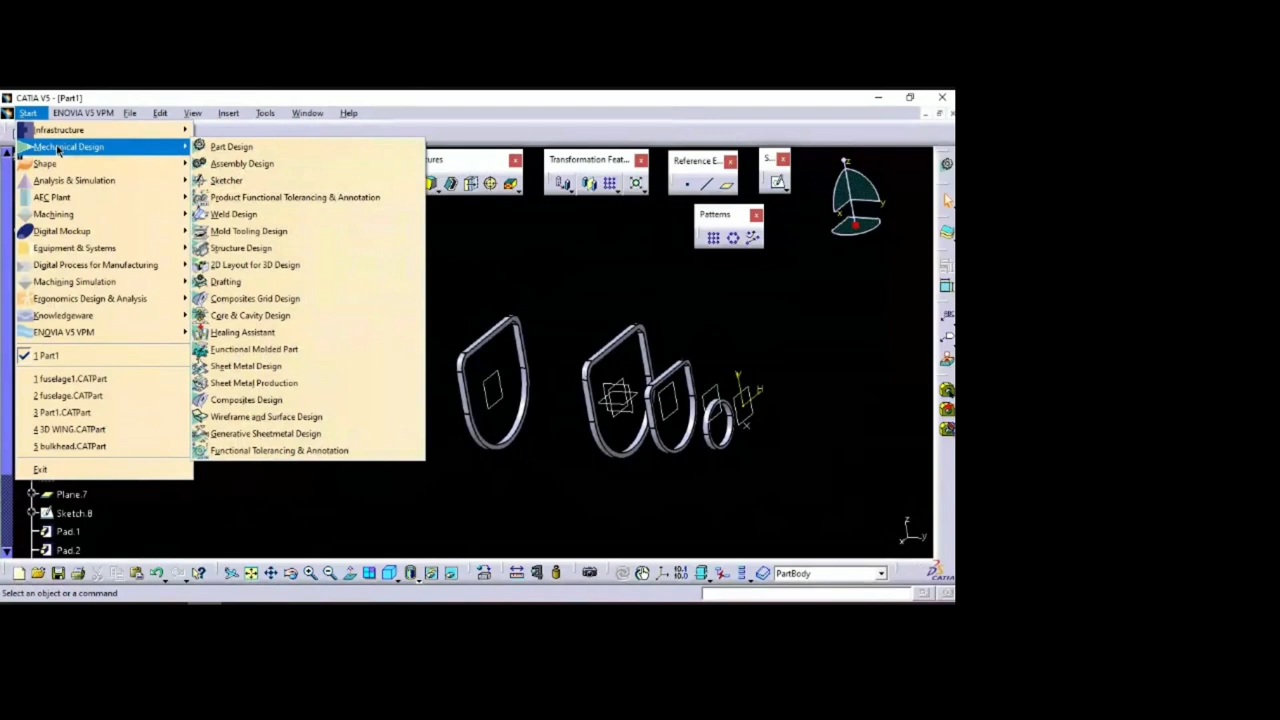 CATIA V5 - [Part1]
Start ENOVIA V5 VPM File Edit View Insert Tools Window Help
Infrastructure
Mechanical Design
Shape
Analysis & Simulation
AEC Plant
Machining
Digital Mockup
Equipment & Systems
Digital Process for Manufacturing
Machining Simulation
Ergonomics Design & Analysis
Knowledgeware
ENOVIA V5 VPM
1 Part1
1 fuselage1.CATPart
2 fuselage.CATPart
3 Part1.CATPart
4 3D WING.CATPart
5 bulkhead.CATPart
Exit
Part Design
Assembly Design
Sketcher
Product Functional Tolerancing & Annotation
Weld Design
Mold Tooling Design
Structure Design
2D Layout for 3D Design
Drafting
Composites Grid Design
Core & Cavity Design
Healing Assistant
Functional Molded Part
Sheet Metal Design
Sheet Metal Production
Composites Design
Wireframe and Surface Design
Generative Sheetmetal Design
Functional Tolerancing & Annotation
ures
Transformation Feat...
Reference E...
S...
Patterns
z
y
x
Y
H
X
z
y
x
Plane.7
Sketch.8
Pad.1
Pad.2
PartBody
CATIA
Select an object or a command